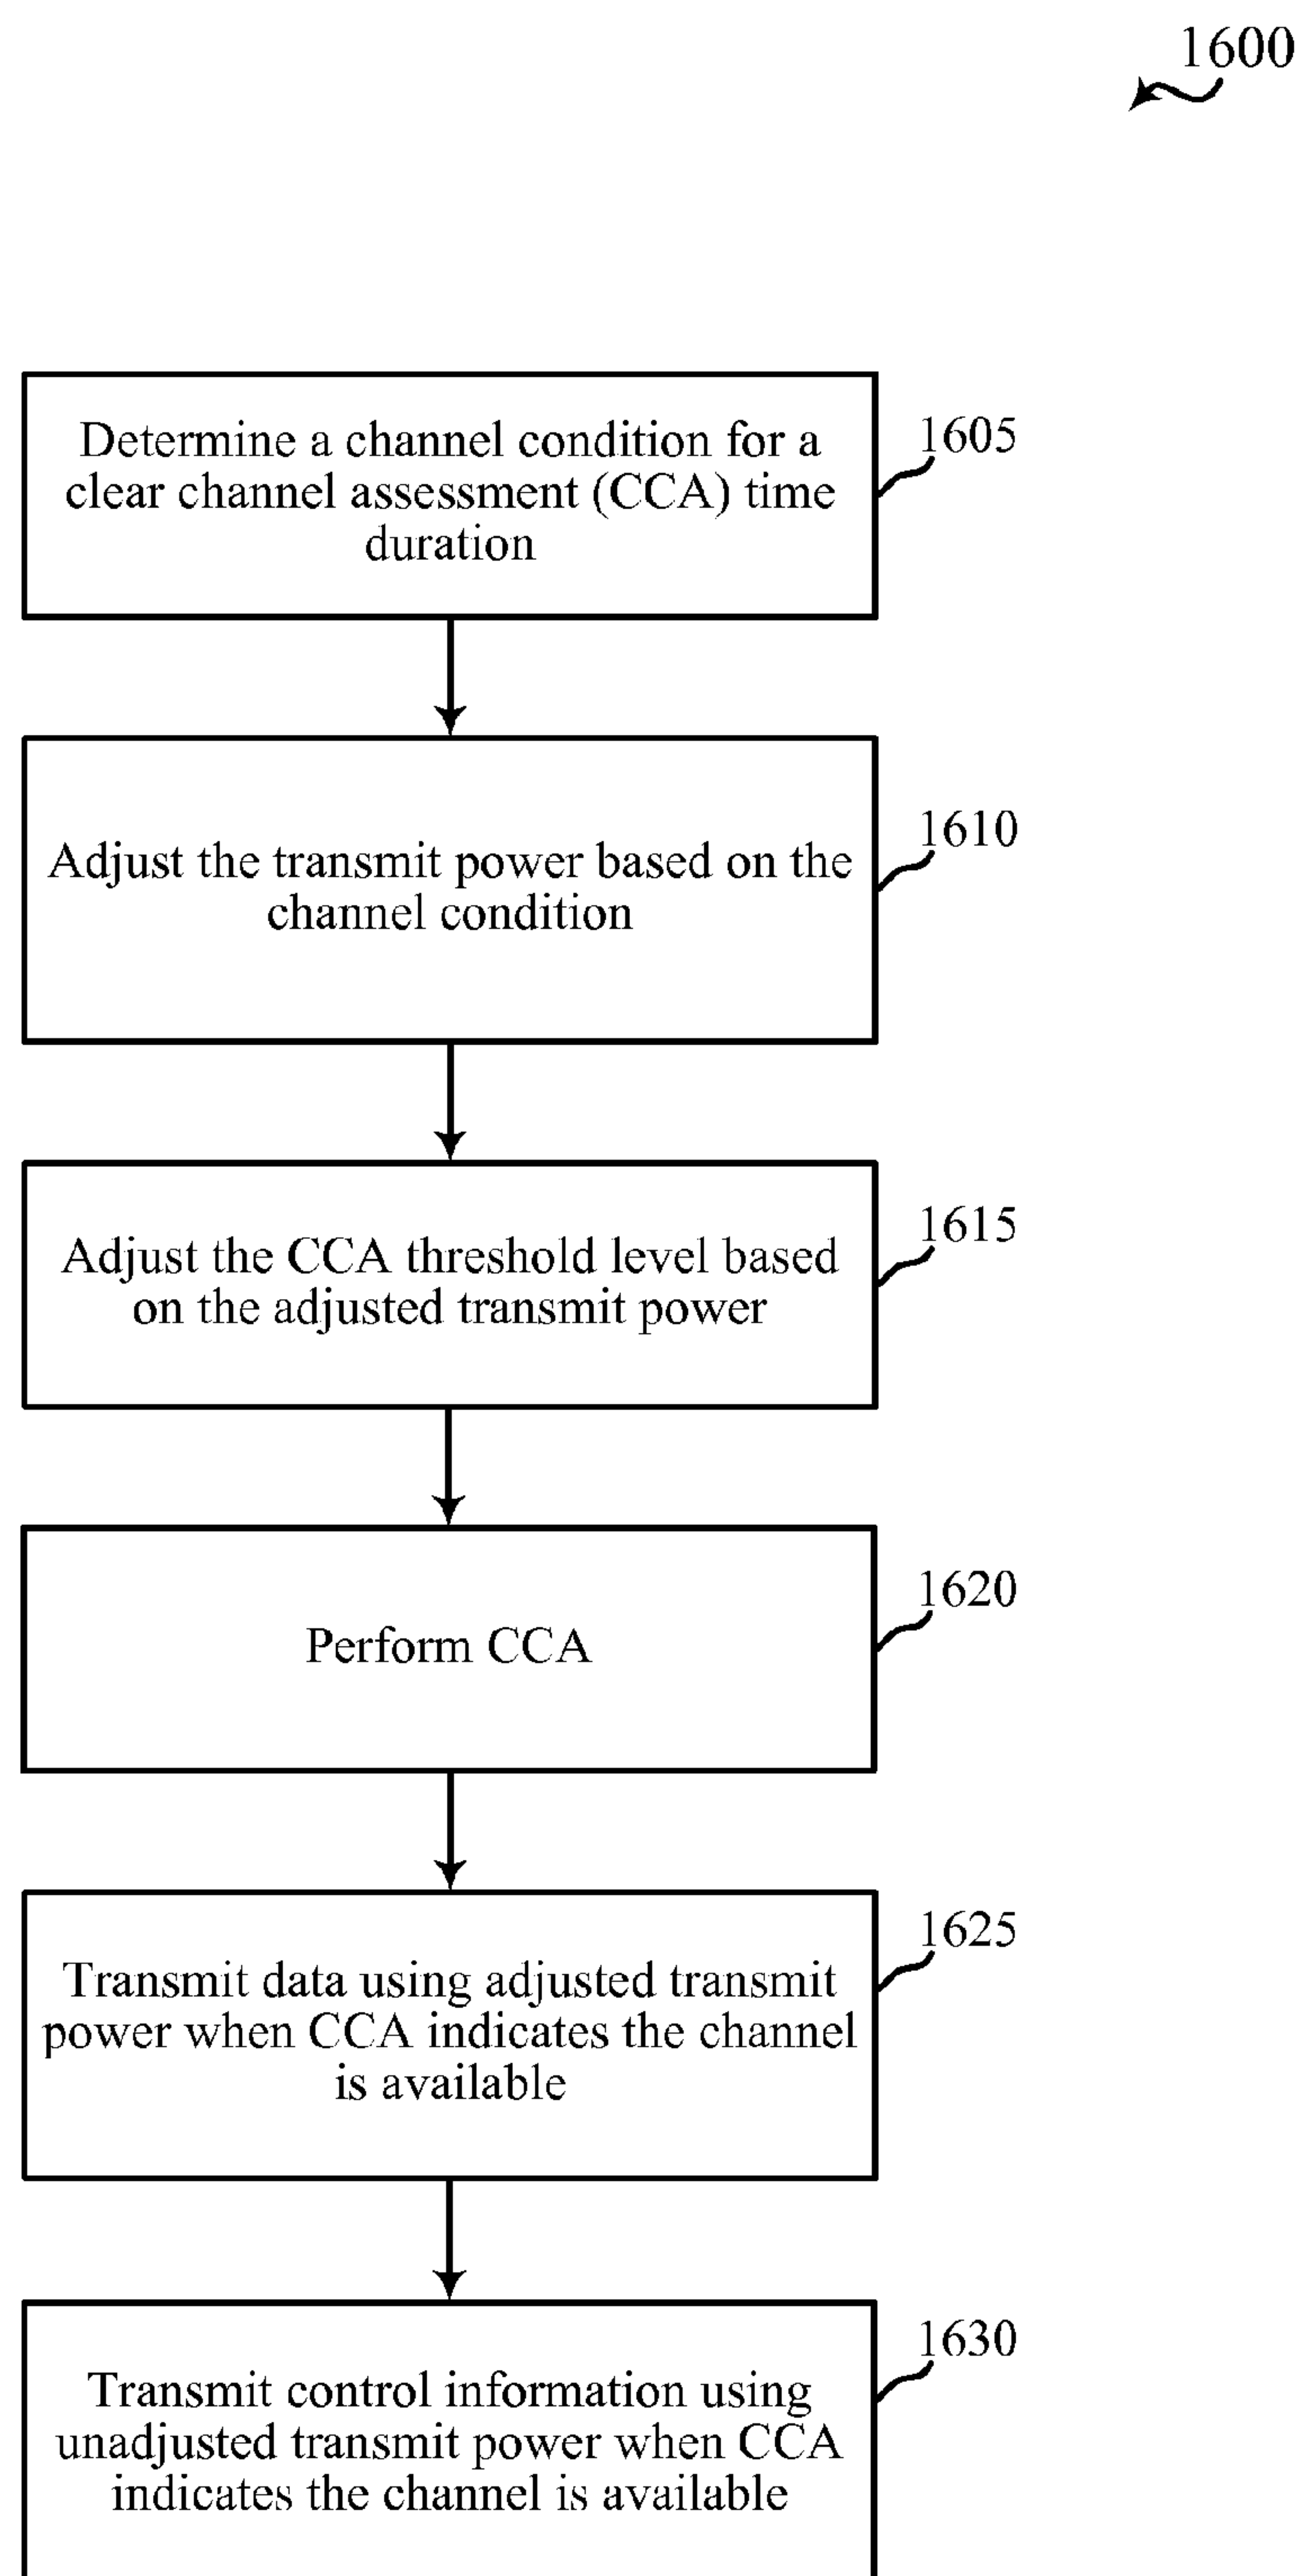 1600
Determine a channel condition for a
clear channel assessment (CCA) time
duration
1605
Adjust the transmit power based on the
channel condition
1610
Adjust the CCA threshold level based
on the adjusted transmit power
1615
Perform CCA
1620
Transmit data using adjusted transmit
power when CCA indicates the channel
is available
1625
Transmit control information using
unadjusted transmit power when CCA
indicates the channel is available
1630